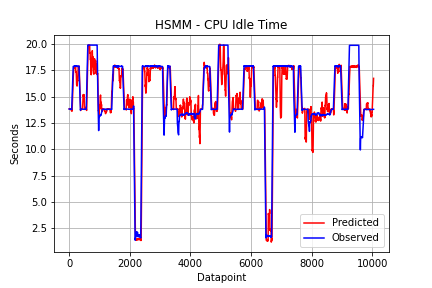 HSMM - CPU Idle Time
20.0
17.5
15.0
12.5
10.0
7.5
5.0
2.5
Seconds
Predicted
Observed
0 2000 4000 6000 8000 10000
Datapoint